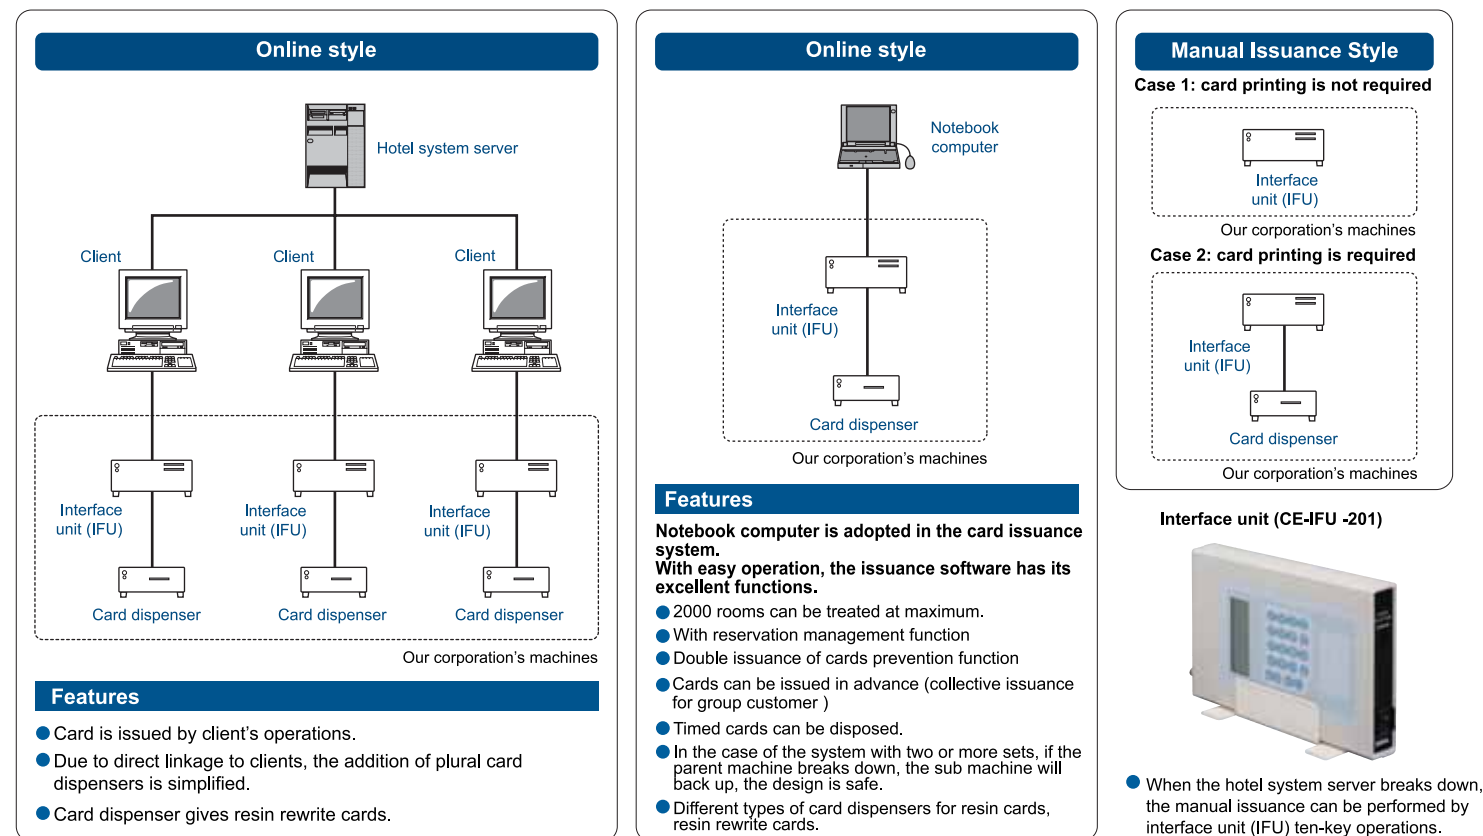 Online style
Hotel system server
Client
Client
Client
Interface
unit (IFU)
Interface
unit (IFU)
Interface
unit (IFU)
Card dispenser
Card dispenser
Card dispenser
Our corporation's machines
Features
Card is issued by client's operations.
Due to direct linkage to clients, the addition of plural card
dispensers is simplified.
Card dispenser gives resin rewrite cards.
Online style
Notebook
computer
Interface
unit (IFU)
Card dispenser
Our corporation's machines
Features
Notebook computer is adopted in the card issuance
system.
With easy operation, the issuance software has its
excellent functions.
2000 rooms can be treated at maximum.
With reservation management function
Double issuance of cards prevention function
Cards can be issued in advance (collective issuance
for group customer )
Timed cards can be disposed.
In the case of the system with two or more sets, if the
parent machine breaks down, the sub machine will
back up, the design is safe.
Different types of card dispensers for resin cards,
resin rewrite cards.
Manual Issuance Style
Case 1: card printing is not required
Interface
unit (IFU)
Our corporation's machines
Case 2: card printing is required
Interface
unit (IFU)
Card dispenser
Our corporation's machines
Interface unit (CE-IFU -201)
When the hotel system server breaks down,
the manual issuance can be performed by
interface unit (IFU) ten-key operations.